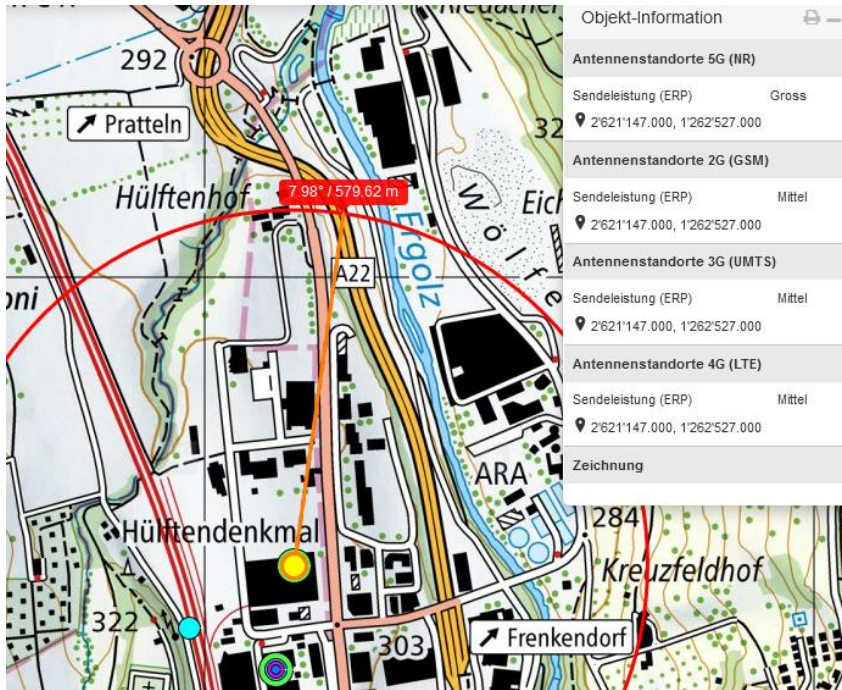 292
Pratteln
Hülftenhof
7.98° / 579.62 m
Ergolz
Wölfe
Eich
A22
ARA
Hülftendenkmal
322
303
Frenkendorf
284
Kreuzfeldhof
Objekt-Information
Antennenstandorte 5G (NR)
Sendeleistung (ERP) Gross
2'621'147.000, 1'262'527.000
Antennenstandorte 2G (GSM)
Sendeleistung (ERP) Mittel
2'621'147.000, 1'262'527.000
Antennenstandorte 3G (UMTS)
Sendeleistung (ERP) Mittel
2'621'147.000, 1'262'527.000
Antennenstandorte 4G (LTE)
Sendeleistung (ERP) Mittel
2'621'147.000, 1'262'527.000
Zeichnung